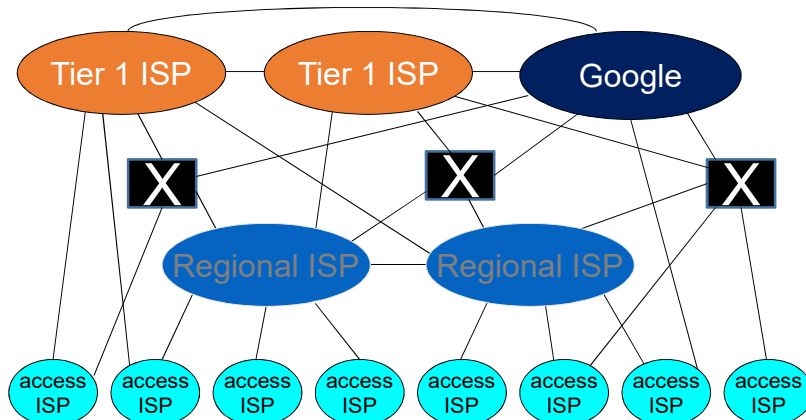 Tier 1 ISP
Tier 1 ISP
Google
X
X
X
Regional ISP
Regional ISP
access
ISP
access
ISP
access
ISP
access
ISP
access
ISP
access
ISP
access
ISP
access
ISP